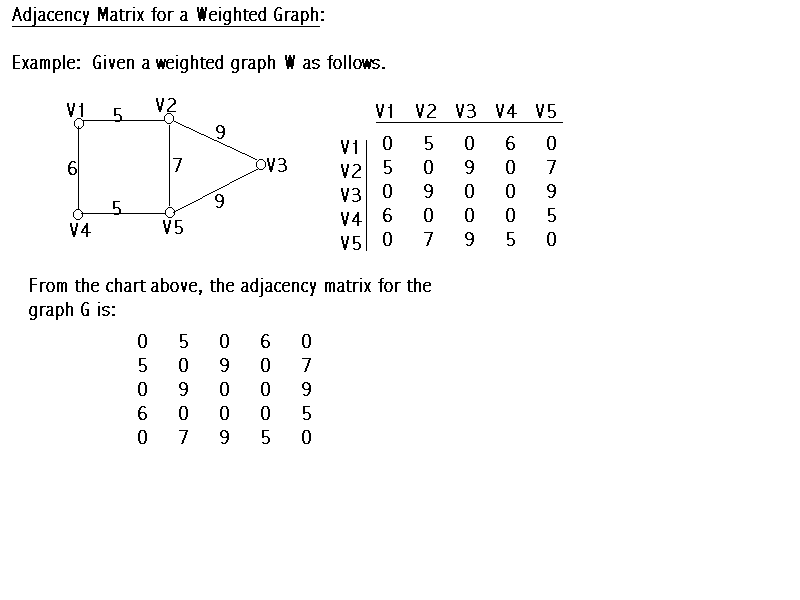 Adjacency Matrix for a Weighted Graph:
Example: Given a weighted graph W as follows.
V1 5 V2
9
6 7 V3
5 9
V4 V5
V1 V2 V3 V4 V5
V1 0 5 0 6 0
V2 5 0 9 0 7
V3 0 9 0 0 9
V4 6 0 0 0 5
V5 0 7 9 5 0
From the chart above, the adjacency matrix for the
graph G is:
0 5 0 6 0
5 0 9 0 7
0 9 0 0 9
6 0 0 0 5
0 7 9 5 0